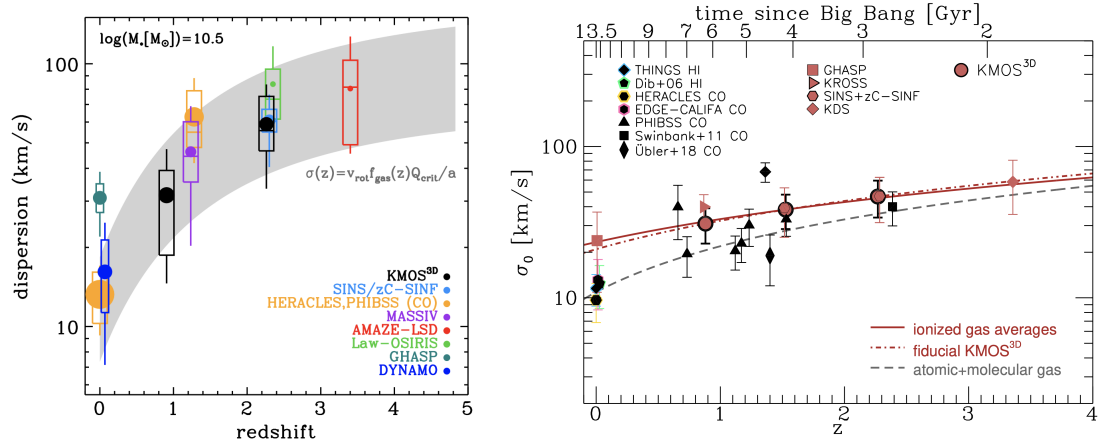 log(M⋆[M☉])=10.5
100
10
dispersion (km/s)
σ(z)=v_rot f_gas(z)Q_crit/a
KMOS³ᴰ
SINS/zC-SINF
HERACLES,PHIBSS (CO)
MASSIV
AMAZE-LSD
Law-OSIRIS
GHASP
DYNAMO
0 1 2 3 4 5
redshift
time since Big Bang [Gyr]
13.5 9 7 6 5 4 3 2
THINGS HI
Dib+06 HI
HERACLES CO
EDGE-CALIFA CO
PHIBSS CO
Swinbank+11 CO
Übler+18 CO
GHASP
KROSS
SINS+zC-SINF
KDS
KMOS³ᴰ
100
10
σ₀ [km/s]
ionized gas averages
fiducial KMOS³ᴰ
atomic+molecular gas
0 1 2 3 4
z